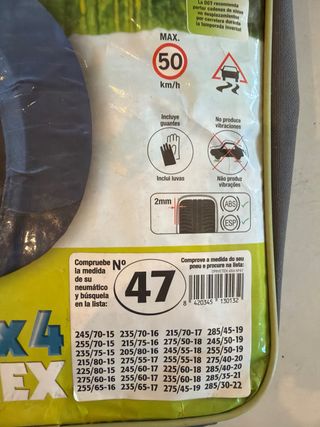 La DGT recomienda
portar cadenas de nieve
en desplazamientos
por carretera durante
la temporada invernal
MAX.
50
km/h
Incluye
guantes
Inclui luvas
No produce
vibraciones
Não produz
vibrações
2mm
ABS
ESP
Compruebe
la medida
de su
neumático
y búsquela
en la lista:
Nº
47
Comprove a medida do seu
pneu e procure na lista:
8 420345 130132
245/70-15 235/70-16 215/70-17 285/45-19
255/70-15 255/70-16 275/50-18 245/50-19
235/75-15 205/80-16 245/55-18 255/50-19
215/80-15 275/55-17 255/55-18 275/40-20
225/80-15 245/60-17 265/50-18 285/40-20
275/60-16 255/60-17 235/60-18 285/35-21
255/65-16 235/65-17 275/45-19 285/30-22
x4
EX